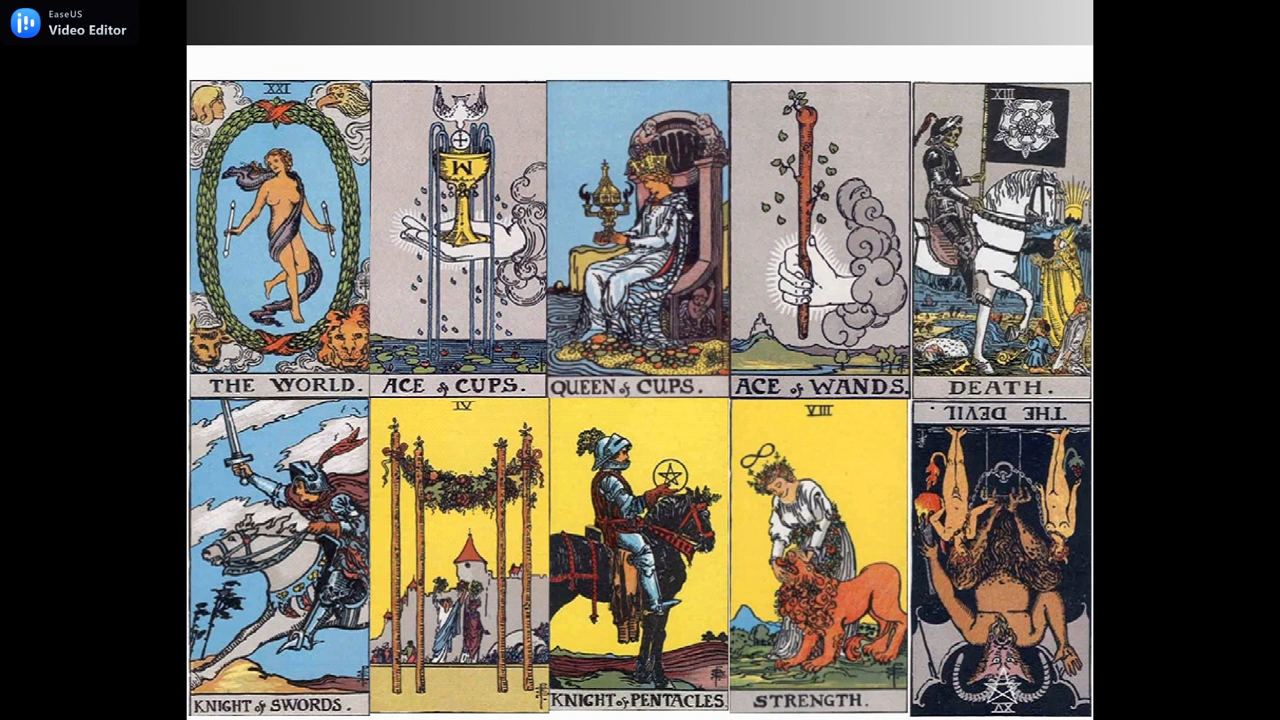 EaseUS
Video Editor
XXI
THE WORLD.
ACE of CUPS.
QUEEN of CUPS.
ACE of WANDS.
XIII
DEATH.
KNIGHT of SWORDS.
IV
KNIGHT of PENTACLES.
VIII
STRENGTH.
THE DEVIL.
XV